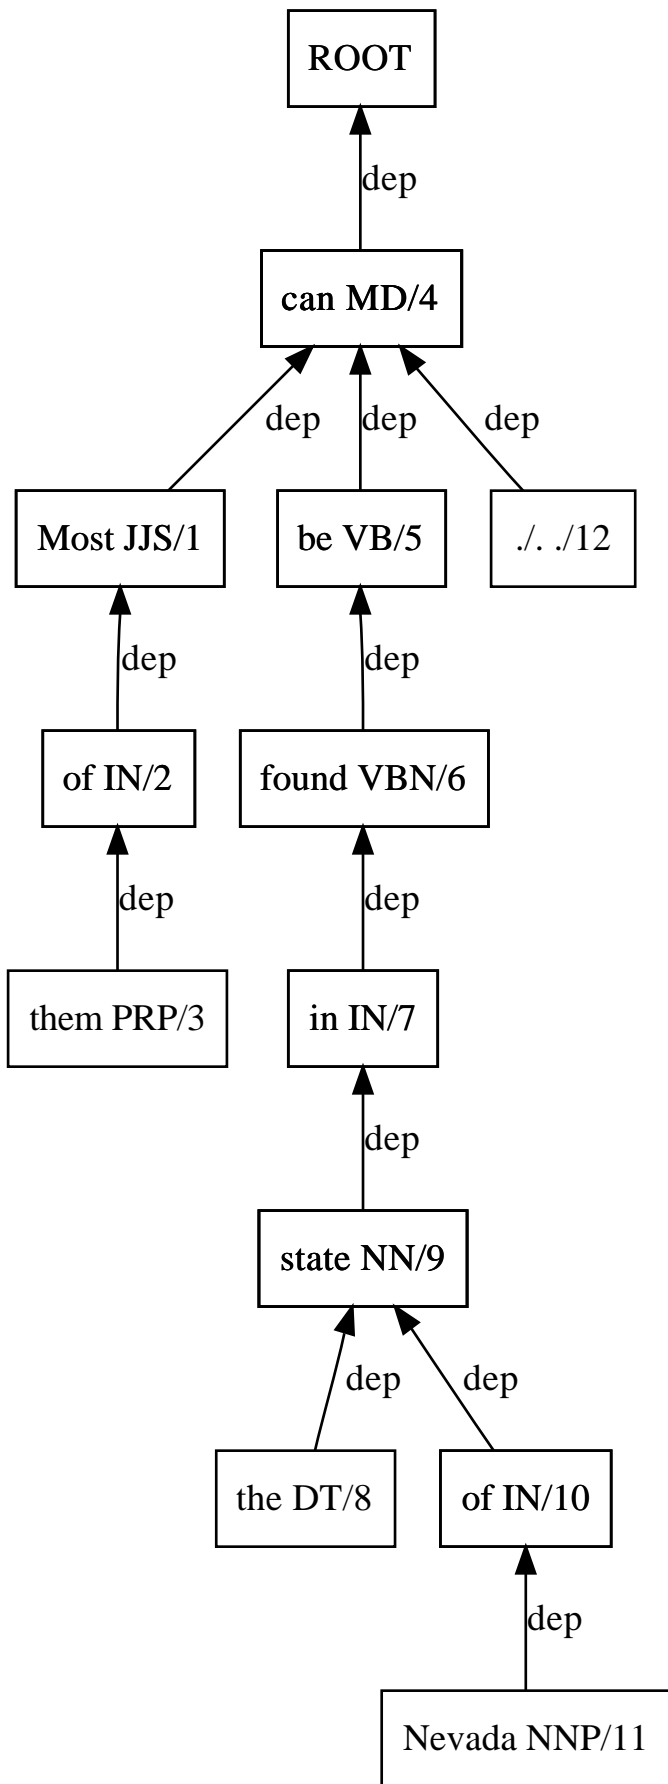 ROOT
dep
can MD/4
dep dep dep
Most JJS/1 be VB/5 ./. ./12
dep dep
of IN/2 found VBN/6
dep dep
them PRP/3 in IN/7
dep
state NN/9
dep dep
the DT/8 of IN/10
dep
Nevada NNP/11